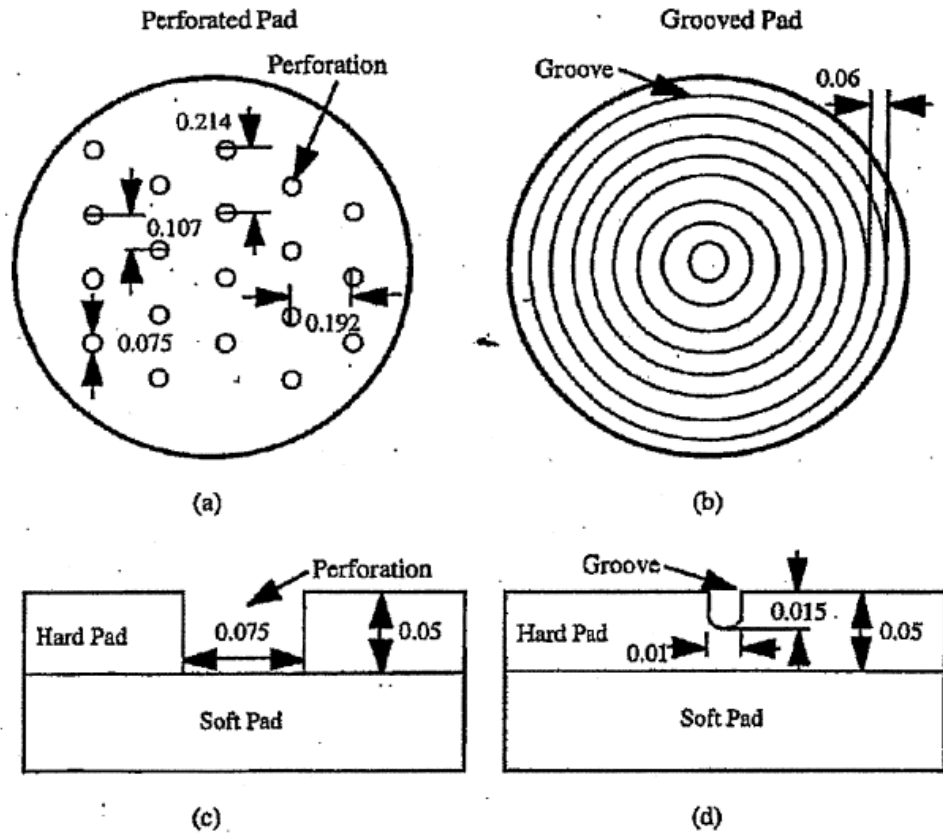 Perforated Pad
Grooved Pad
Perforation
Groove
0.06
0.214
0.107
0.192
0.075
(a)
(b)
Perforation
Groove
Hard Pad
0.075
0.05
Hard Pad
0.015
0.05
0.01
Soft Pad
Soft Pad
(c)
(d)